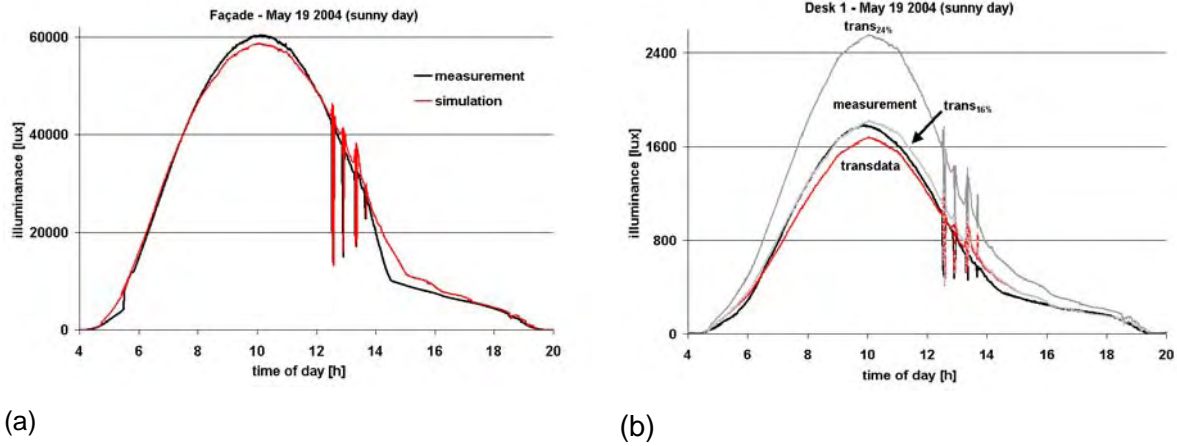 Façade - May 19 2004 (sunny day)
60000
40000
20000
0
illuminanace [lux]
measurement
simulation
4 6 8 10 12 14 16 18 20
time of day [h]
(a)
Desk 1 - May 19 2004 (sunny day)
trans24%
2400
measurement
trans16%
1600
transdata
800
0
illuminance [lux]
4 6 8 10 12 14 16 18 20
time of day [h]
(b)